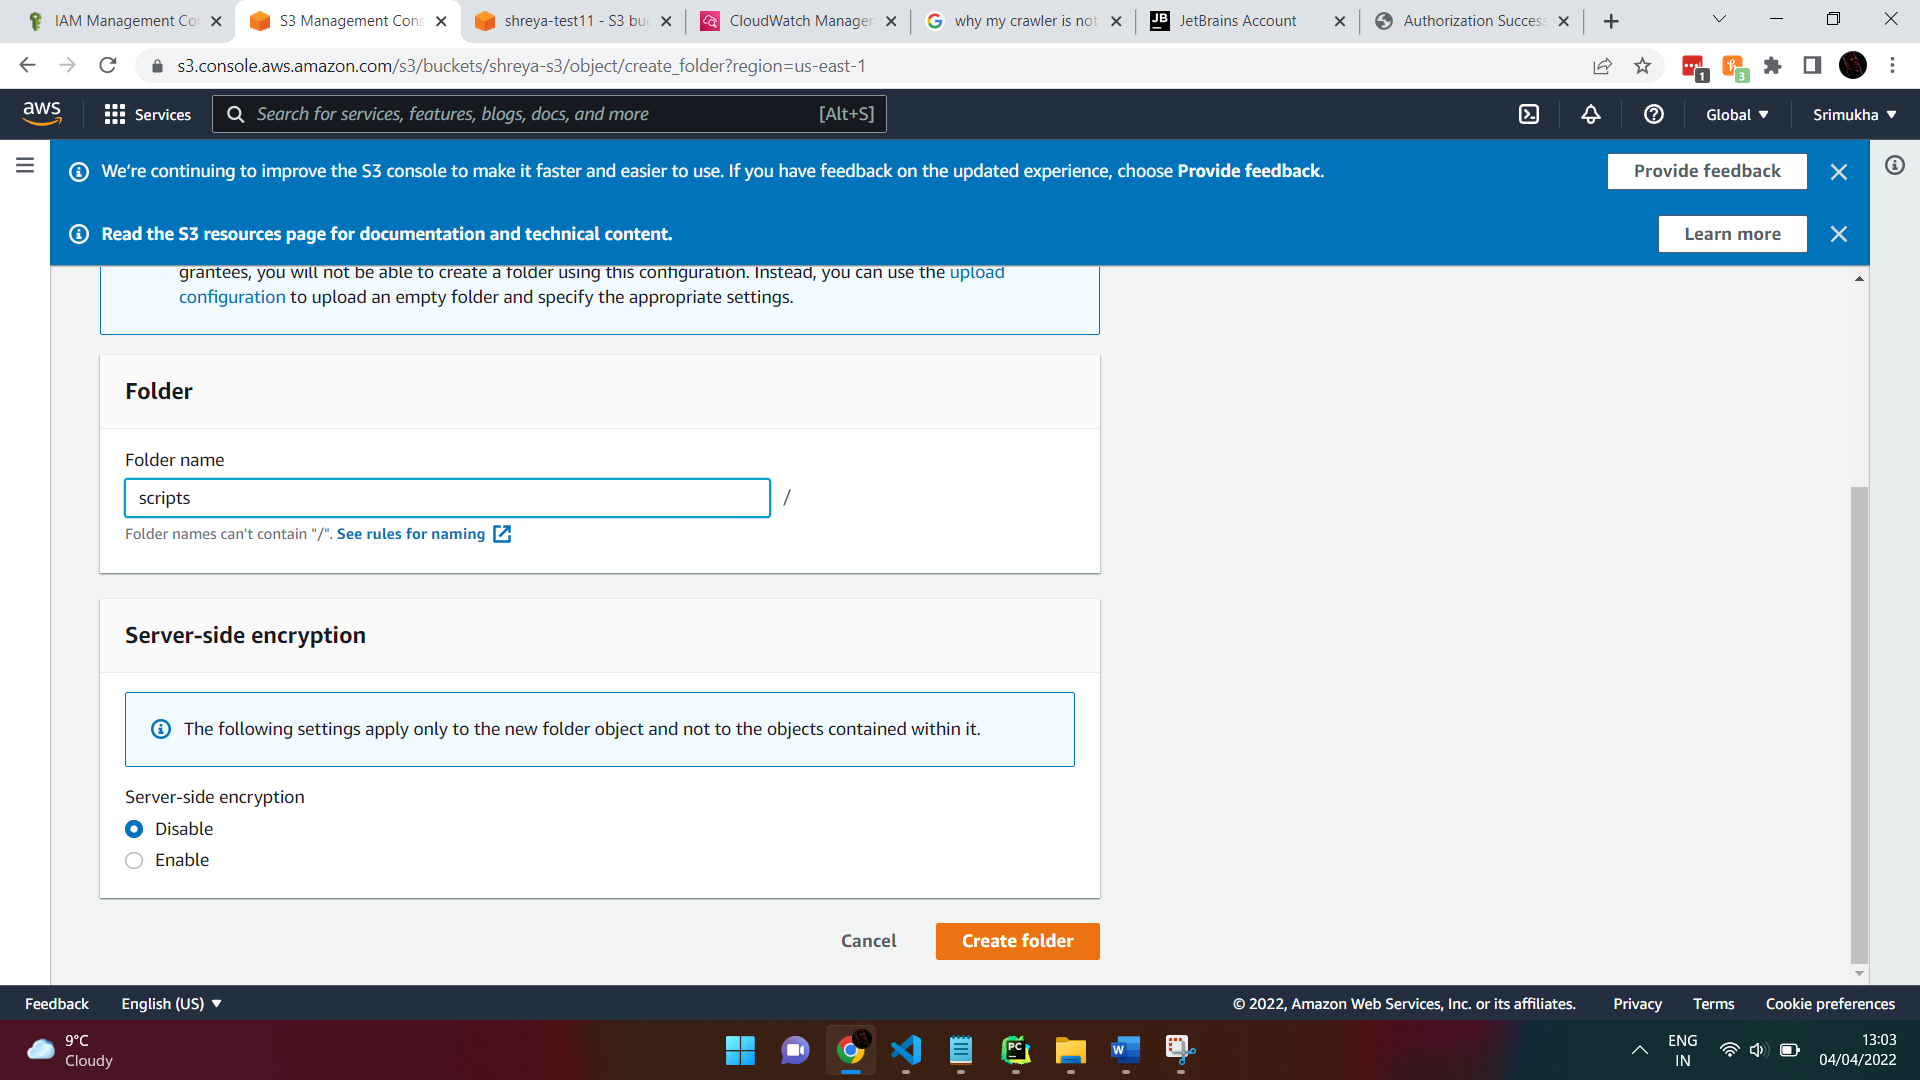 IAM Management Co
S3 Management Cons
shreya-test11 - S3 bu
CloudWatch Manager
why my crawler is not
JB
JetBrains Account
Authorization Success
s3.console.aws.amazon.com/s3/buckets/shreya-s3/object/create_folder?region=us-east-1
1
3
aws
Services
Search for services, features, blogs, docs, and more
[Alt+S]
Global
Srimukha
We're continuing to improve the S3 console to make it faster and easier to use. If you have feedback on the updated experience, choose Provide feedback.
Provide feedback
Read the S3 resources page for documentation and technical content.
Learn more
grantees, you will not be able to create a folder using this configuration. Instead, you can use the upload
configuration to upload an empty folder and specify the appropriate settings.
Folder
Folder name
scripts
/
Folder names can't contain "/". See rules for naming
Server-side encryption
The following settings apply only to the new folder object and not to the objects contained within it.
Server-side encryption
Disable
Enable
Cancel
Create folder
Feedback
English (US)
© 2022, Amazon Web Services, Inc. or its affiliates.
Privacy
Terms
Cookie preferences
9°C
Cloudy
PC
W
ENG
IN
13:03
04/04/2022